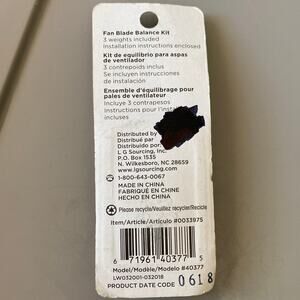 Fan Blade Balance Kit
3 weights included
Installation instructions enclosed
Kit de equilibrio para aspas
de ventilador
3 contrepoids inclus
Se incluyen instrucciones
de instalación
Ensemble d'équilibrage pour
pales de ventilateur
Incluye 3 contrapesos
Instructions pour l'install
incluses
Distributed by
Distribué par
Distribuido por:
L G Sourcing, Inc.
P.O. Box 1535
N. Wilkesboro, NC 28659
www.lgsourcing.com
1-800-643-0067
MADE IN CHINA
FABRIQUÉ EN CHINE
HECHO EN CHINA
Please recycle/Veuillez recycler/Recicle
Item/Article/Artículo #0033975
6 71961 40377 5
Model/Modèle/Modelo #40377
LW032001-032018
PRODUCT DATE CODE 0618